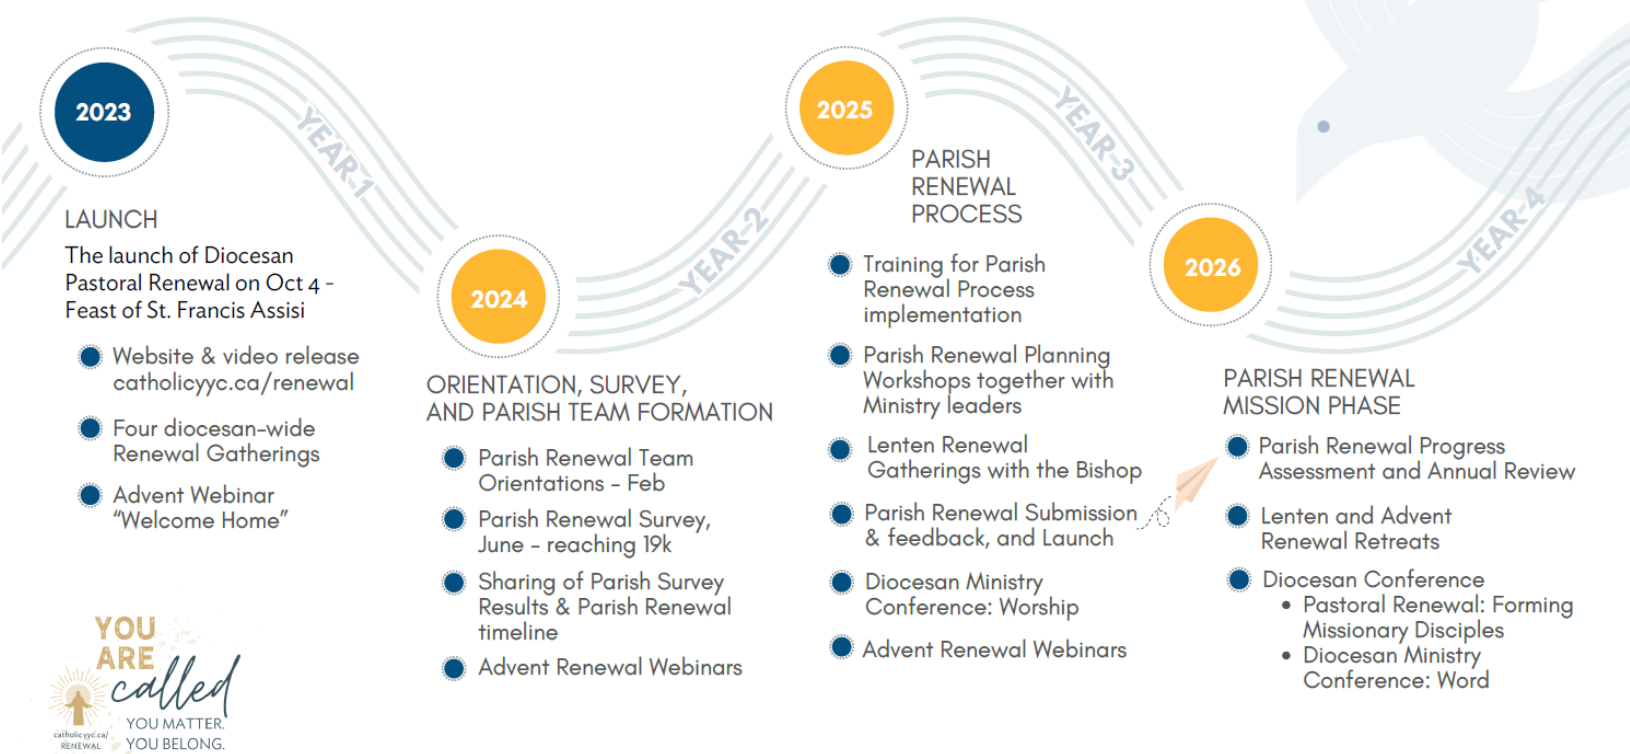 2023
YEAR-1
LAUNCH
The launch of Diocesan
Pastoral Renewal on Oct 4 -
Feast of St. Francis Assisi
Website & video release
catholicyyc.ca/renewal
Four diocesan-wide
Renewal Gatherings
Advent Webinar
“Welcome Home”
YOU
ARE
called
YOU MATTER.
YOU BELONG.
catholicyyc.ca/
RENEWAL
2024
YEAR-2
ORIENTATION, SURVEY,
AND PARISH TEAM FORMATION
Parish Renewal Team
Orientations - Feb
Parish Renewal Survey,
June - reaching 19k
Sharing of Parish Survey
Results & Parish Renewal
timeline
Advent Renewal Webinars
2025
YEAR-3
PARISH
RENEWAL
PROCESS
Training for Parish
Renewal Process
implementation
Parish Renewal Planning
Workshops together with
Ministry leaders
Lenten Renewal
Gatherings with the Bishop
Parish Renewal Submission
& feedback, and Launch
Diocesan Ministry
Conference: Worship
Advent Renewal Webinars
2026
YEAR-4
PARISH RENEWAL
MISSION PHASE
Parish Renewal Progress
Assessment and Annual Review
Lenten and Advent
Renewal Retreats
Diocesan Conference
Pastoral Renewal: Forming
Missionary Disciples
Diocesan Ministry
Conference: Word